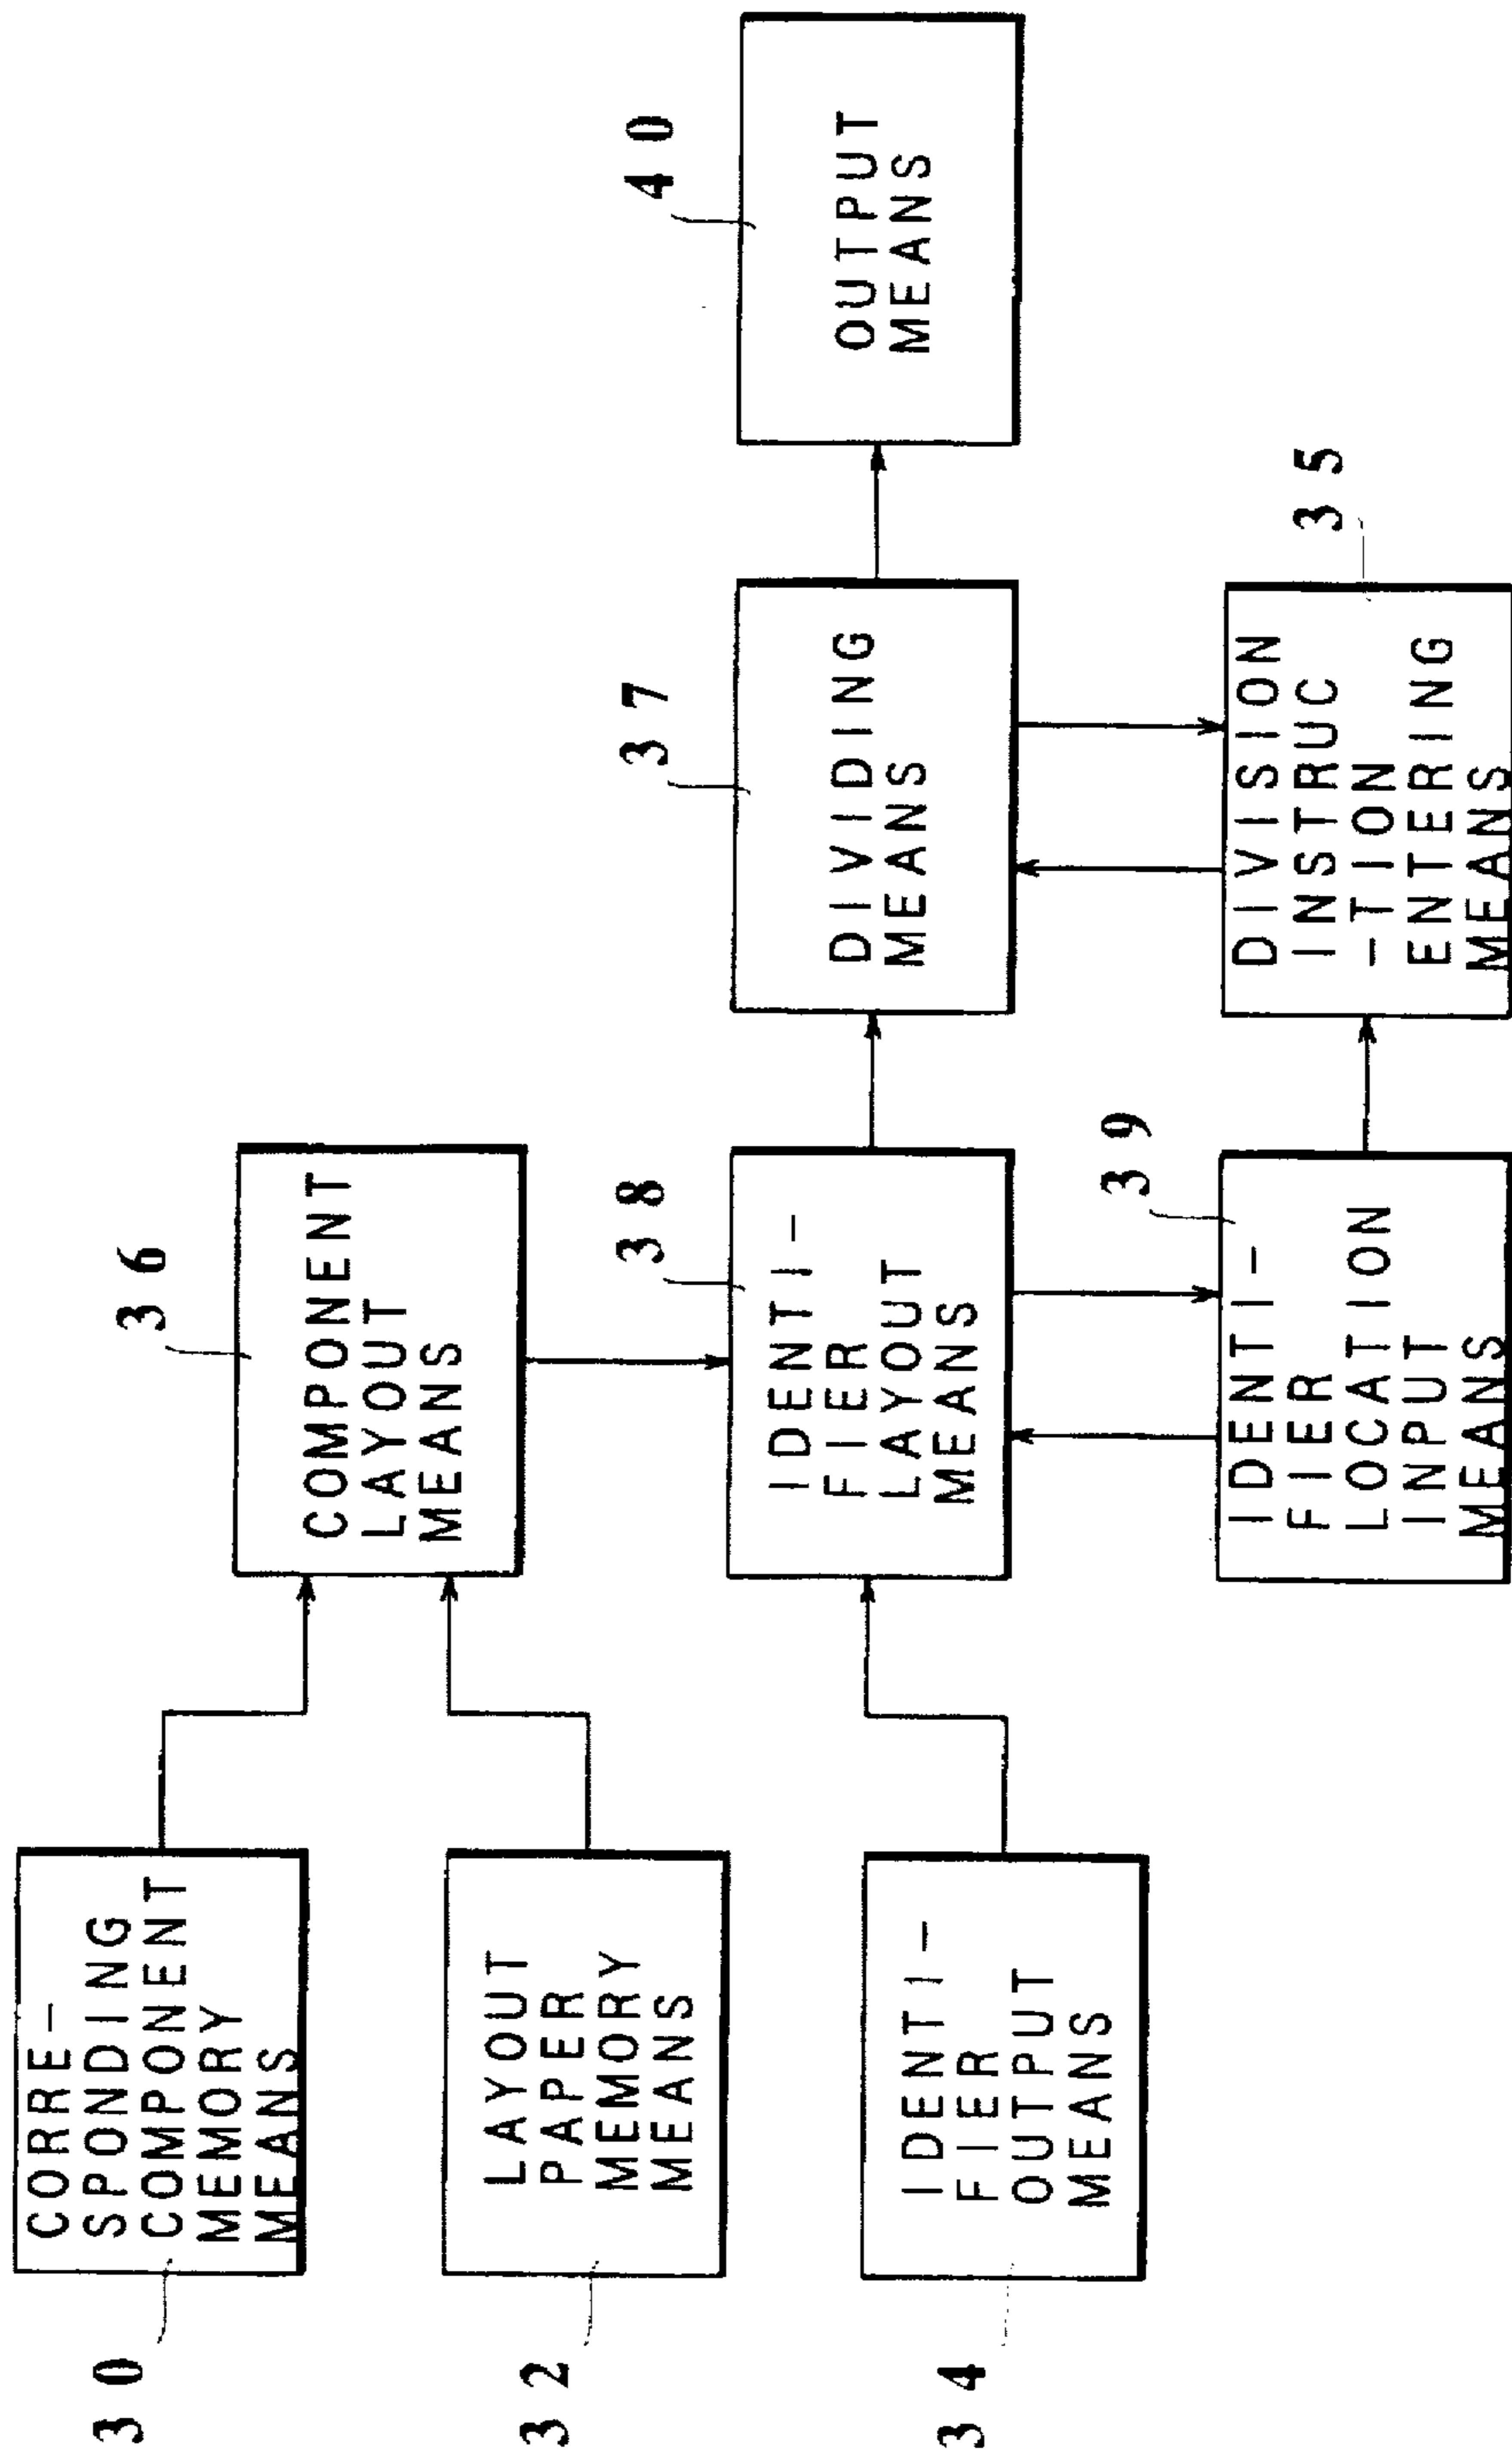 30
CORRE-
SPONDING
COMPONENT
MEMORY
MEANS
32
LAYOUT
PAPER
MEMORY
MEANS
34
IDENTI-
FIER
OUTPUT
MEANS
36
COMPONENT
LAYOUT
MEANS
38
IDENTI-
FIER
LAYOUT
MEANS
39
IDENTI-
FIER
LOCATION
INPUT
MEANS
37
DIVIDING
MEANS
35
DIVISION
INSTRUC
-TION
ENTERING
MEANS
40
OUTPUT
MEANS